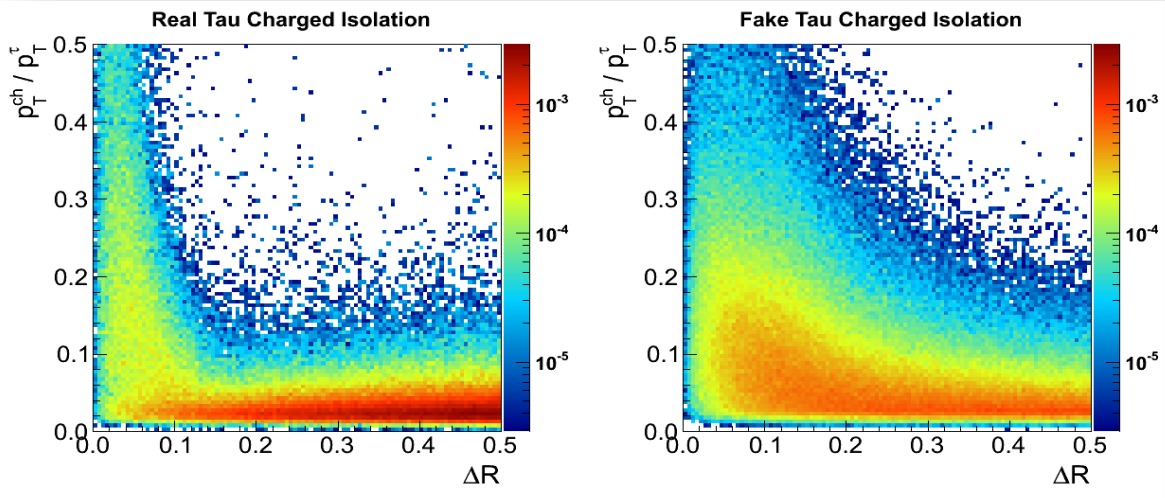 Real Tau Charged Isolation
p_T^ch / p_T^τ
0.5
0.4
0.3
0.2
0.1
0.0
0.0 0.1 0.2 0.3 0.4 0.5
ΔR
10^-3
10^-4
10^-5
Fake Tau Charged Isolation
p_T^ch / p_T^τ
0.5
0.4
0.3
0.2
0.1
0.0
0.0 0.1 0.2 0.3 0.4 0.5
ΔR
10^-3
10^-4
10^-5